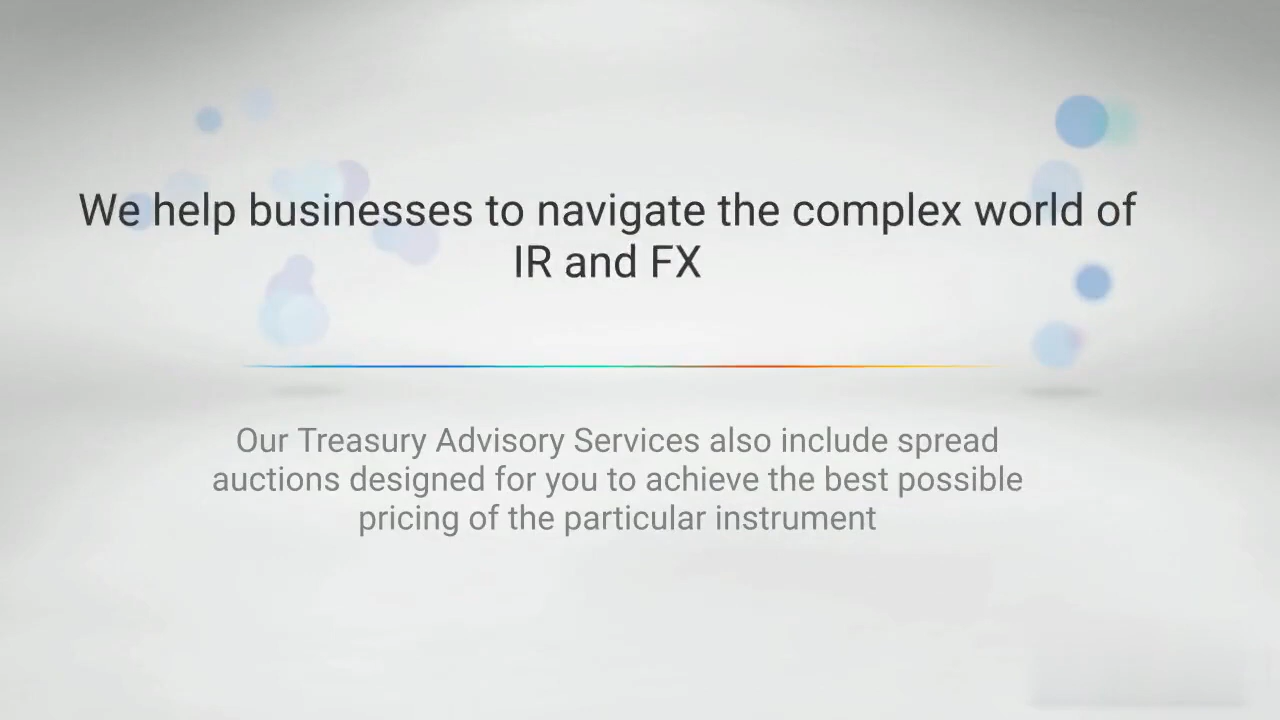 We help businesses to navigate the complex world of
IR and FX
Our Treasury Advisory Services also include spread
auctions designed for you to achieve the best possible
pricing of the particular instrument